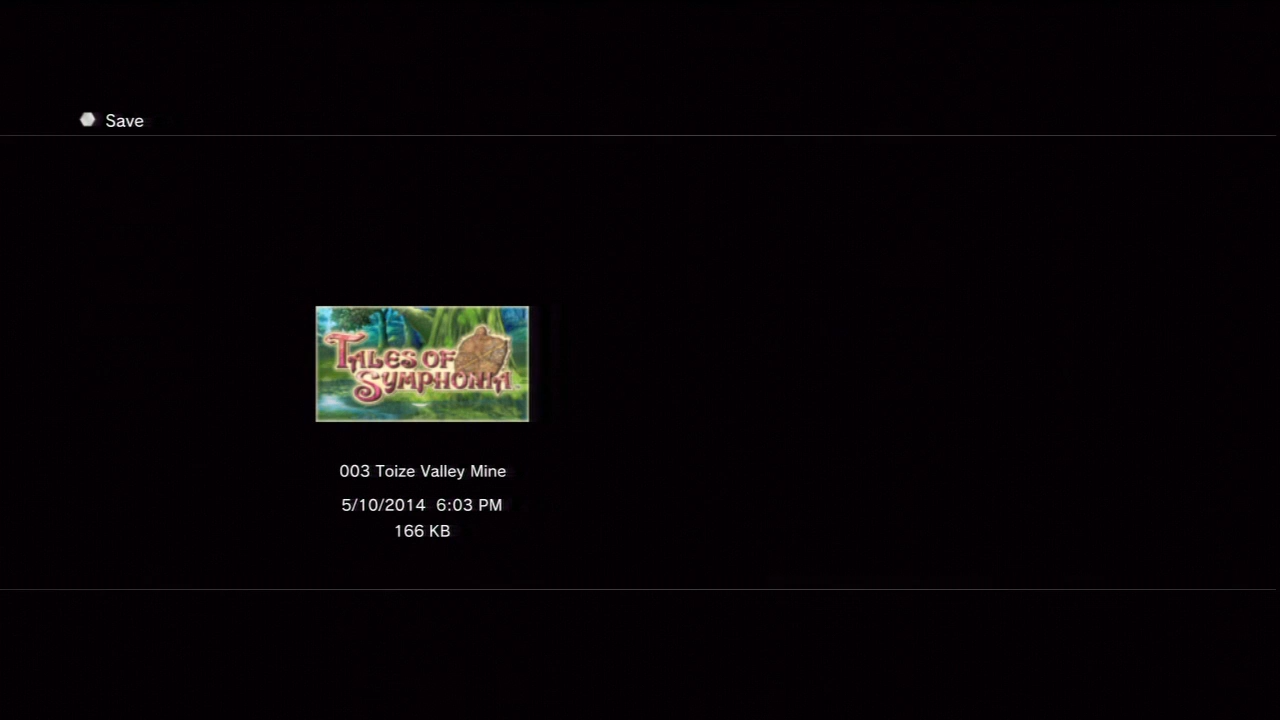 Save
TALES OF
SYMPHONIA
003 Toize Valley Mine
5/10/2014 6:03 PM
166 KB